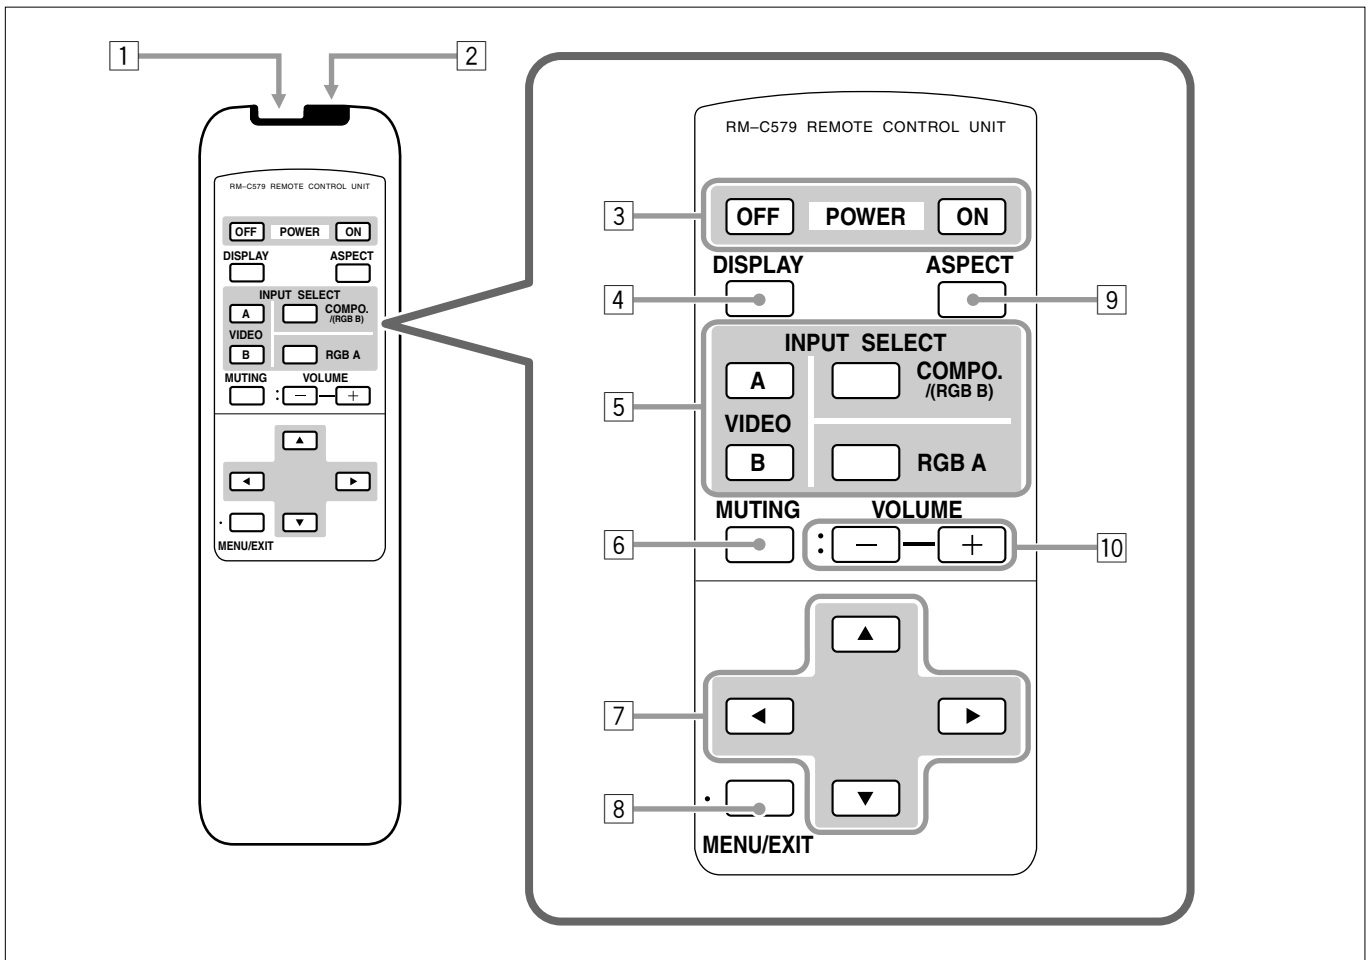 1
2
RM–C579 REMOTE CONTROL UNIT
OFF POWER ON
DISPLAY ASPECT
INPUT SELECT
A COMPO.
/(RGB B)
VIDEO
B RGB A
MUTING VOLUME
: − +
▲
◀ ▶
▼
MENU/EXIT
RM–C579 REMOTE CONTROL UNIT
3 OFF POWER ON
DISPLAY ASPECT
4 9
INPUT SELECT
A COMPO.
/(RGB B)
5
VIDEO
B RGB A
MUTING VOLUME
6 : − + 10
▲
7 ◀ ▶
8 ▼
MENU/EXIT